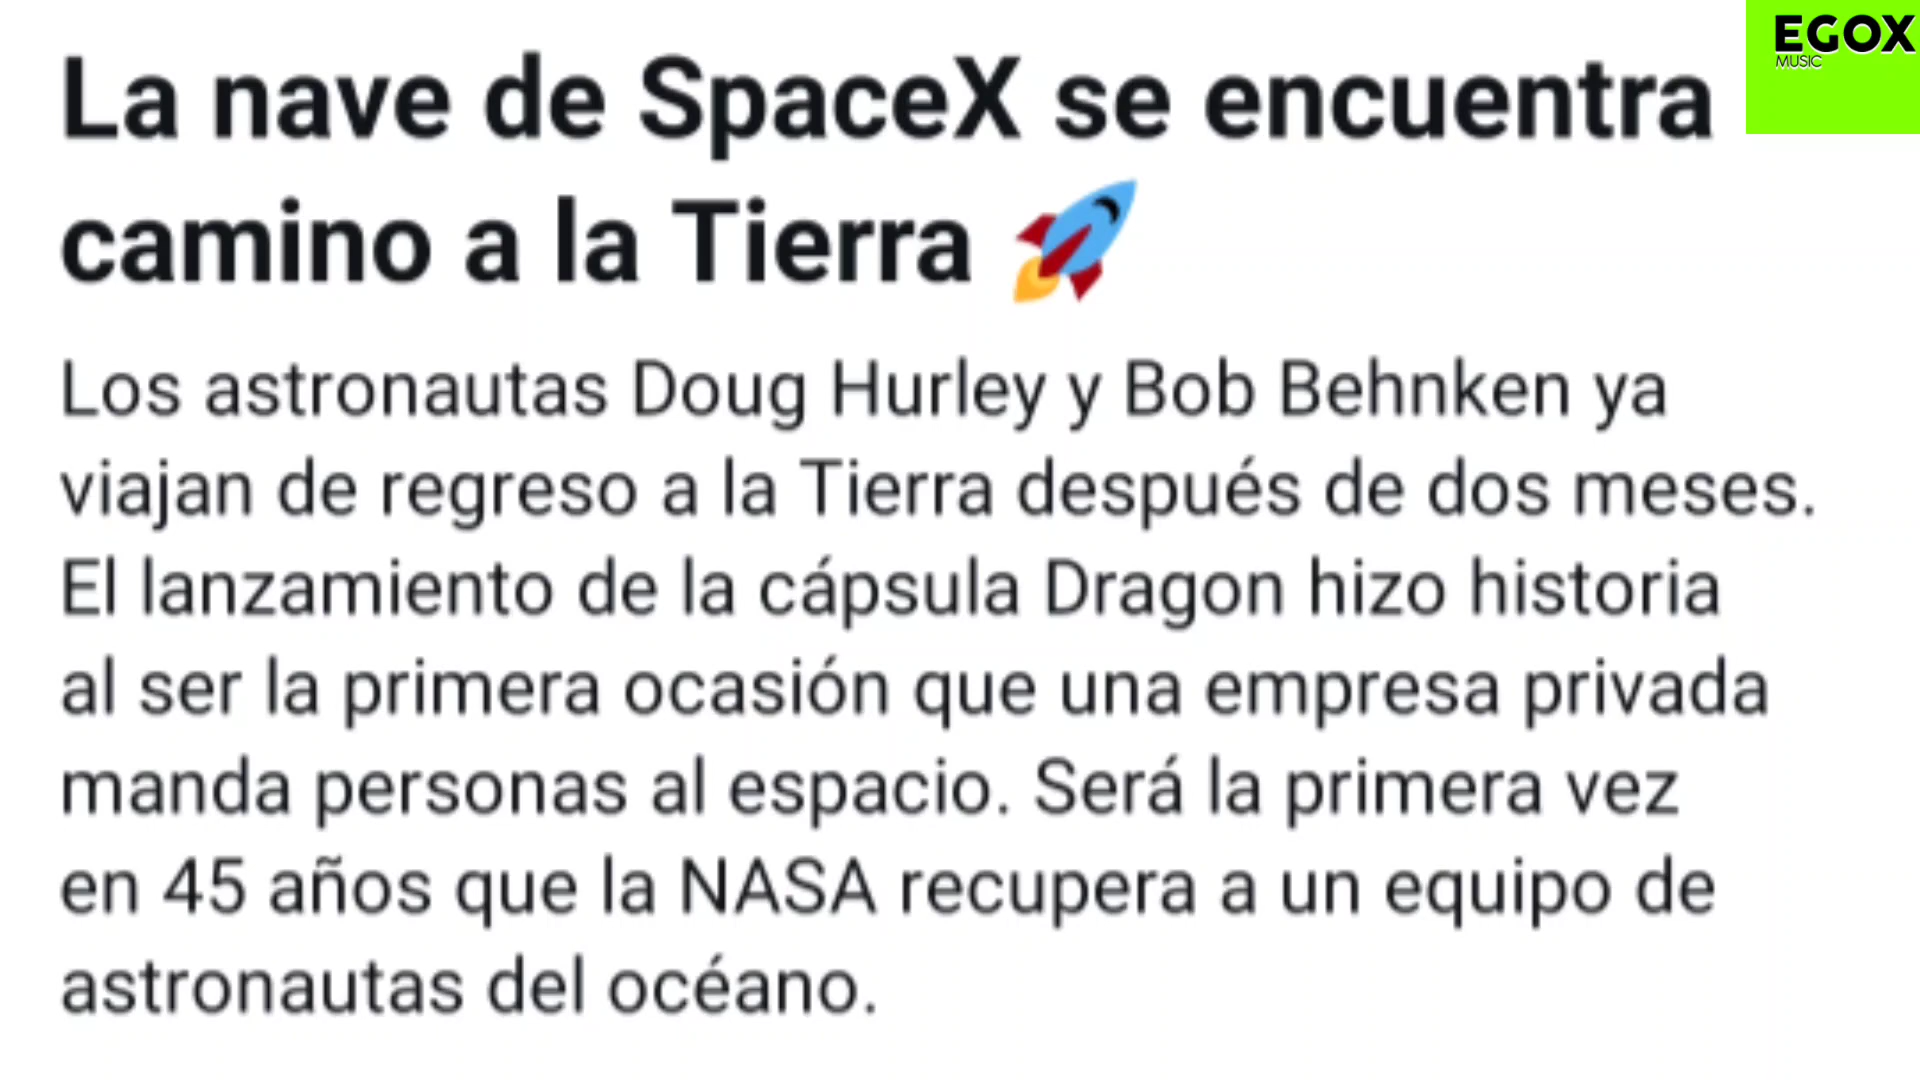 La nave de SpaceX se encuentra
camino a la Tierra 🚀
EGOX
MUSIC
Los astronautas Doug Hurley y Bob Behnken ya
viajan de regreso a la Tierra después de dos meses.
El lanzamiento de la cápsula Dragon hizo historia
al ser la primera ocasión que una empresa privada
manda personas al espacio. Será la primera vez
en 45 años que la NASA recupera a un equipo de
astronautas del océano.